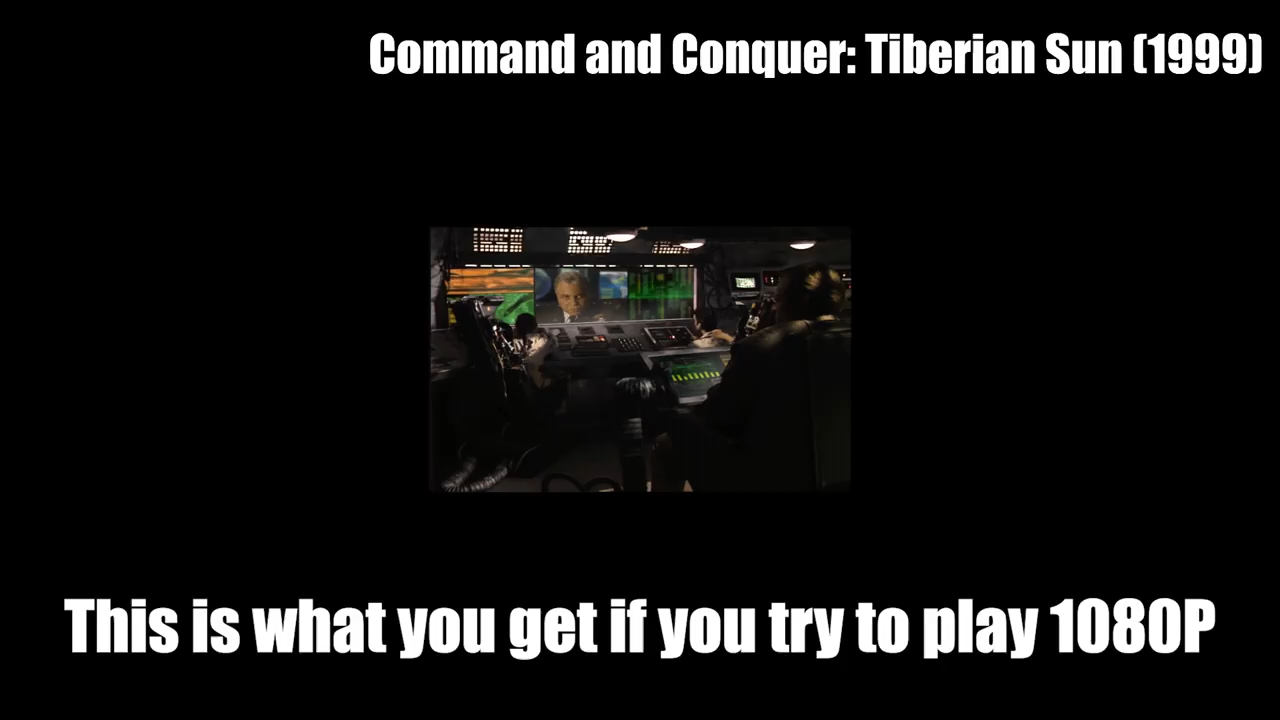 Command and Conquer: Tiberian Sun (1999)
This is what you get if you try to play 1080P